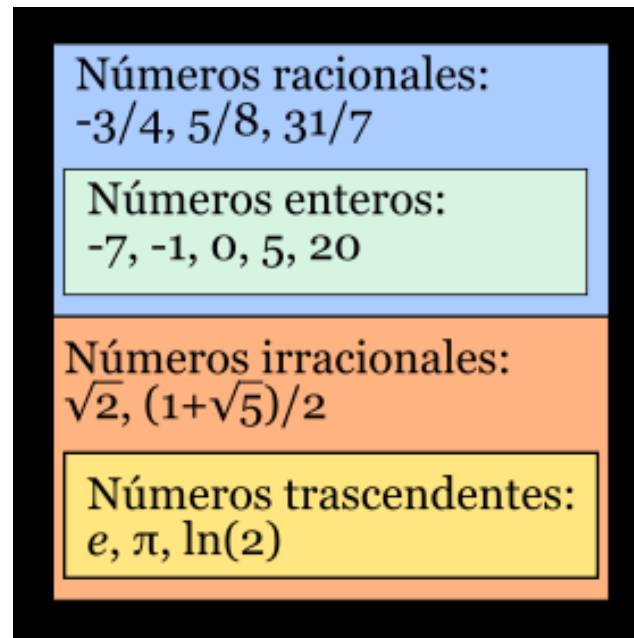 Números racionales:
-3/4, 5/8, 31/7
Números enteros:
-7, -1, 0, 5, 20
Números irracionales:
√2, (1+√5)/2
Números trascendentes:
e, π, ln(2)